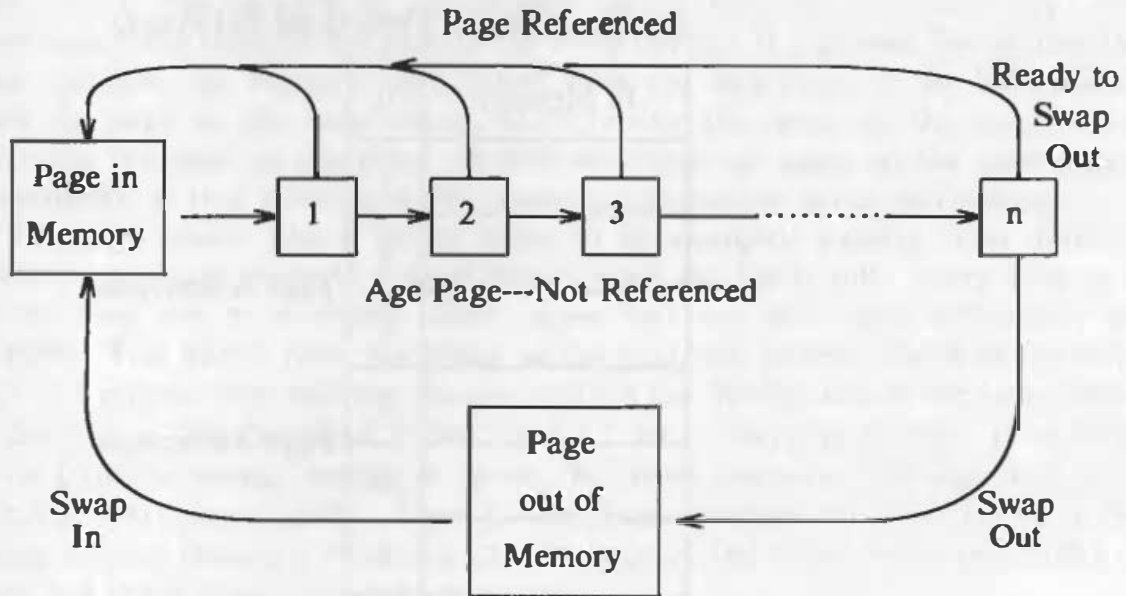 Page Referenced
Ready to
Swap
Out
Page in
Memory
1
2
3
n
Age Page---Not Referenced
Page
out of
Memory
Swap
In
Swap
Out